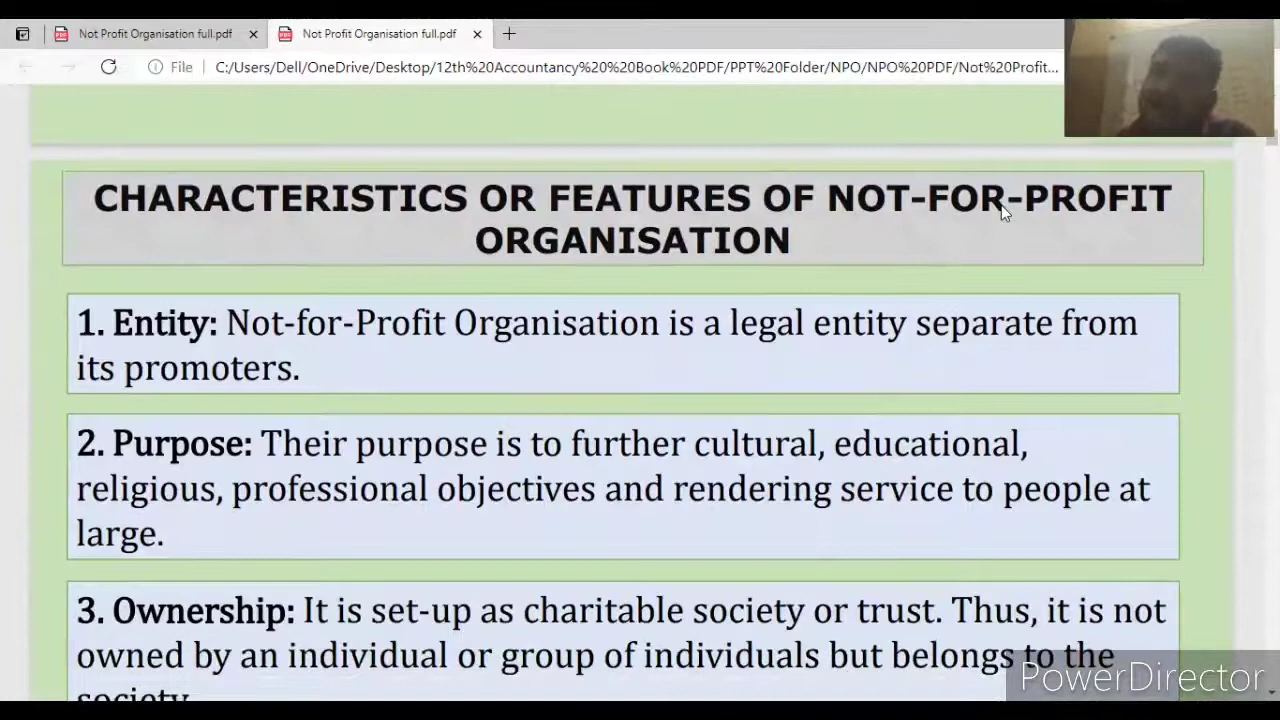 Not Profit Organisation full.pdf
Not Profit Organisation full.pdf
File C:/Users/Dell/OneDrive/Desktop/12th%20Accountancy%20%20Book%20PDF/PPT%20Folder/NPO/NPO%20PDF/Not%20Profit...
CHARACTERISTICS OR FEATURES OF NOT-FOR-PROFIT
ORGANISATION
1. Entity: Not-for-Profit Organisation is a legal entity separate from
its promoters.
2. Purpose: Their purpose is to further cultural, educational,
religious, professional objectives and rendering service to people at
large.
3. Ownership: It is set-up as charitable society or trust. Thus, it is not
owned by an individual or group of individuals but belongs to the
society.
PowerDirector